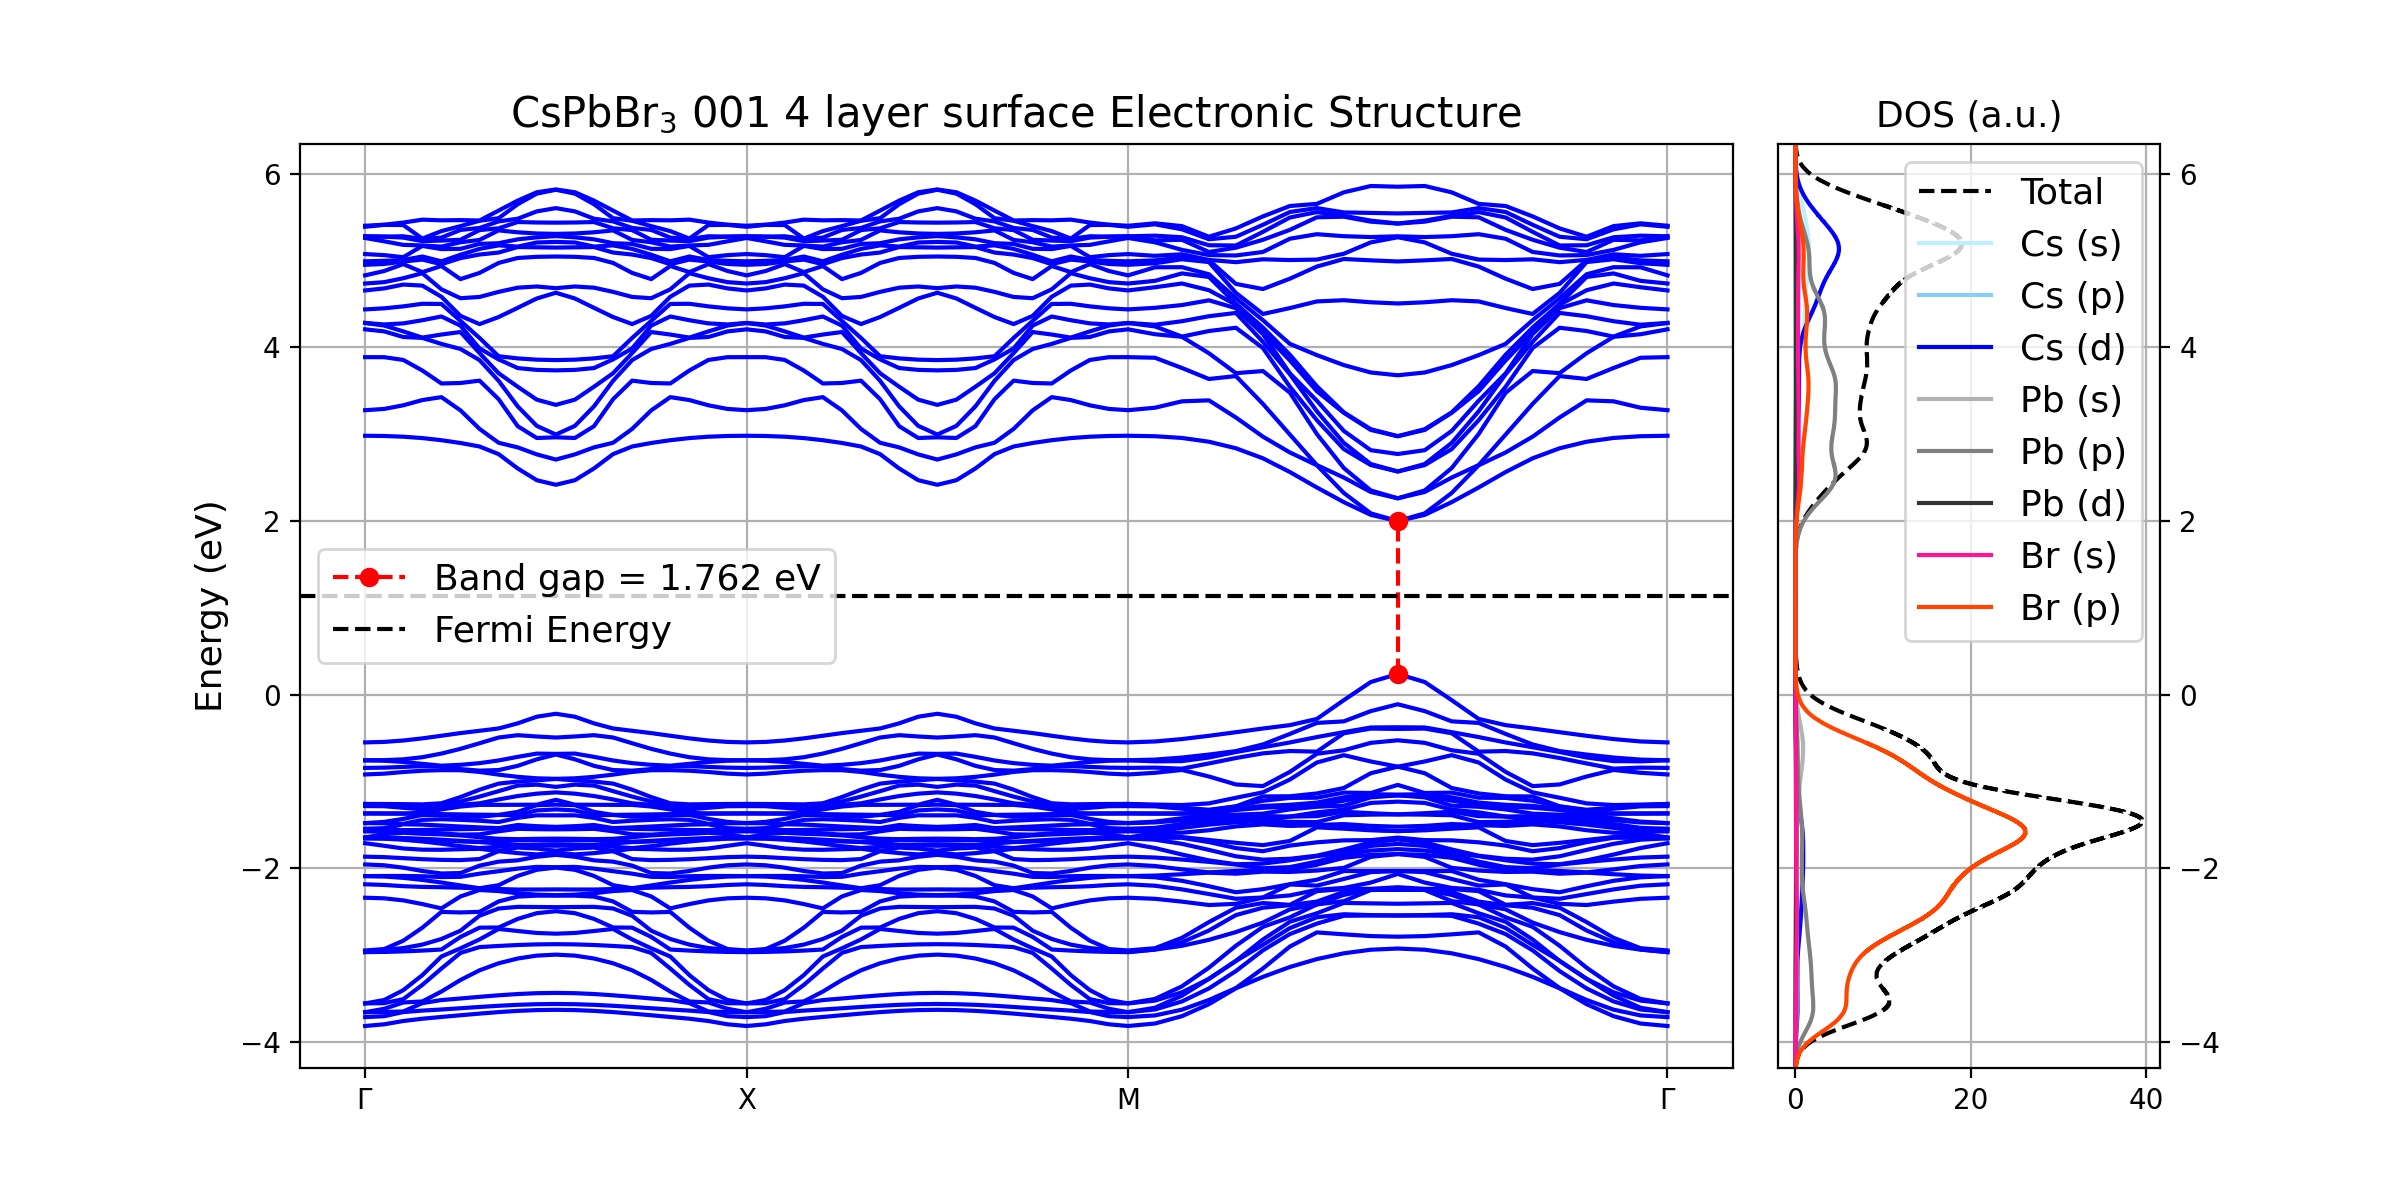 CsPbBr₃ 001 4 layer surface Electronic Structure
DOS (a.u.)
Energy (eV)
6
4
2
0
−2
−4
Γ
X
M
Γ
Band gap = 1.762 eV
Fermi Energy
Total
Cs (s)
Cs (p)
Cs (d)
Pb (s)
Pb (p)
Pb (d)
Br (s)
Br (p)
6
4
2
0
−2
−4
0
20
40